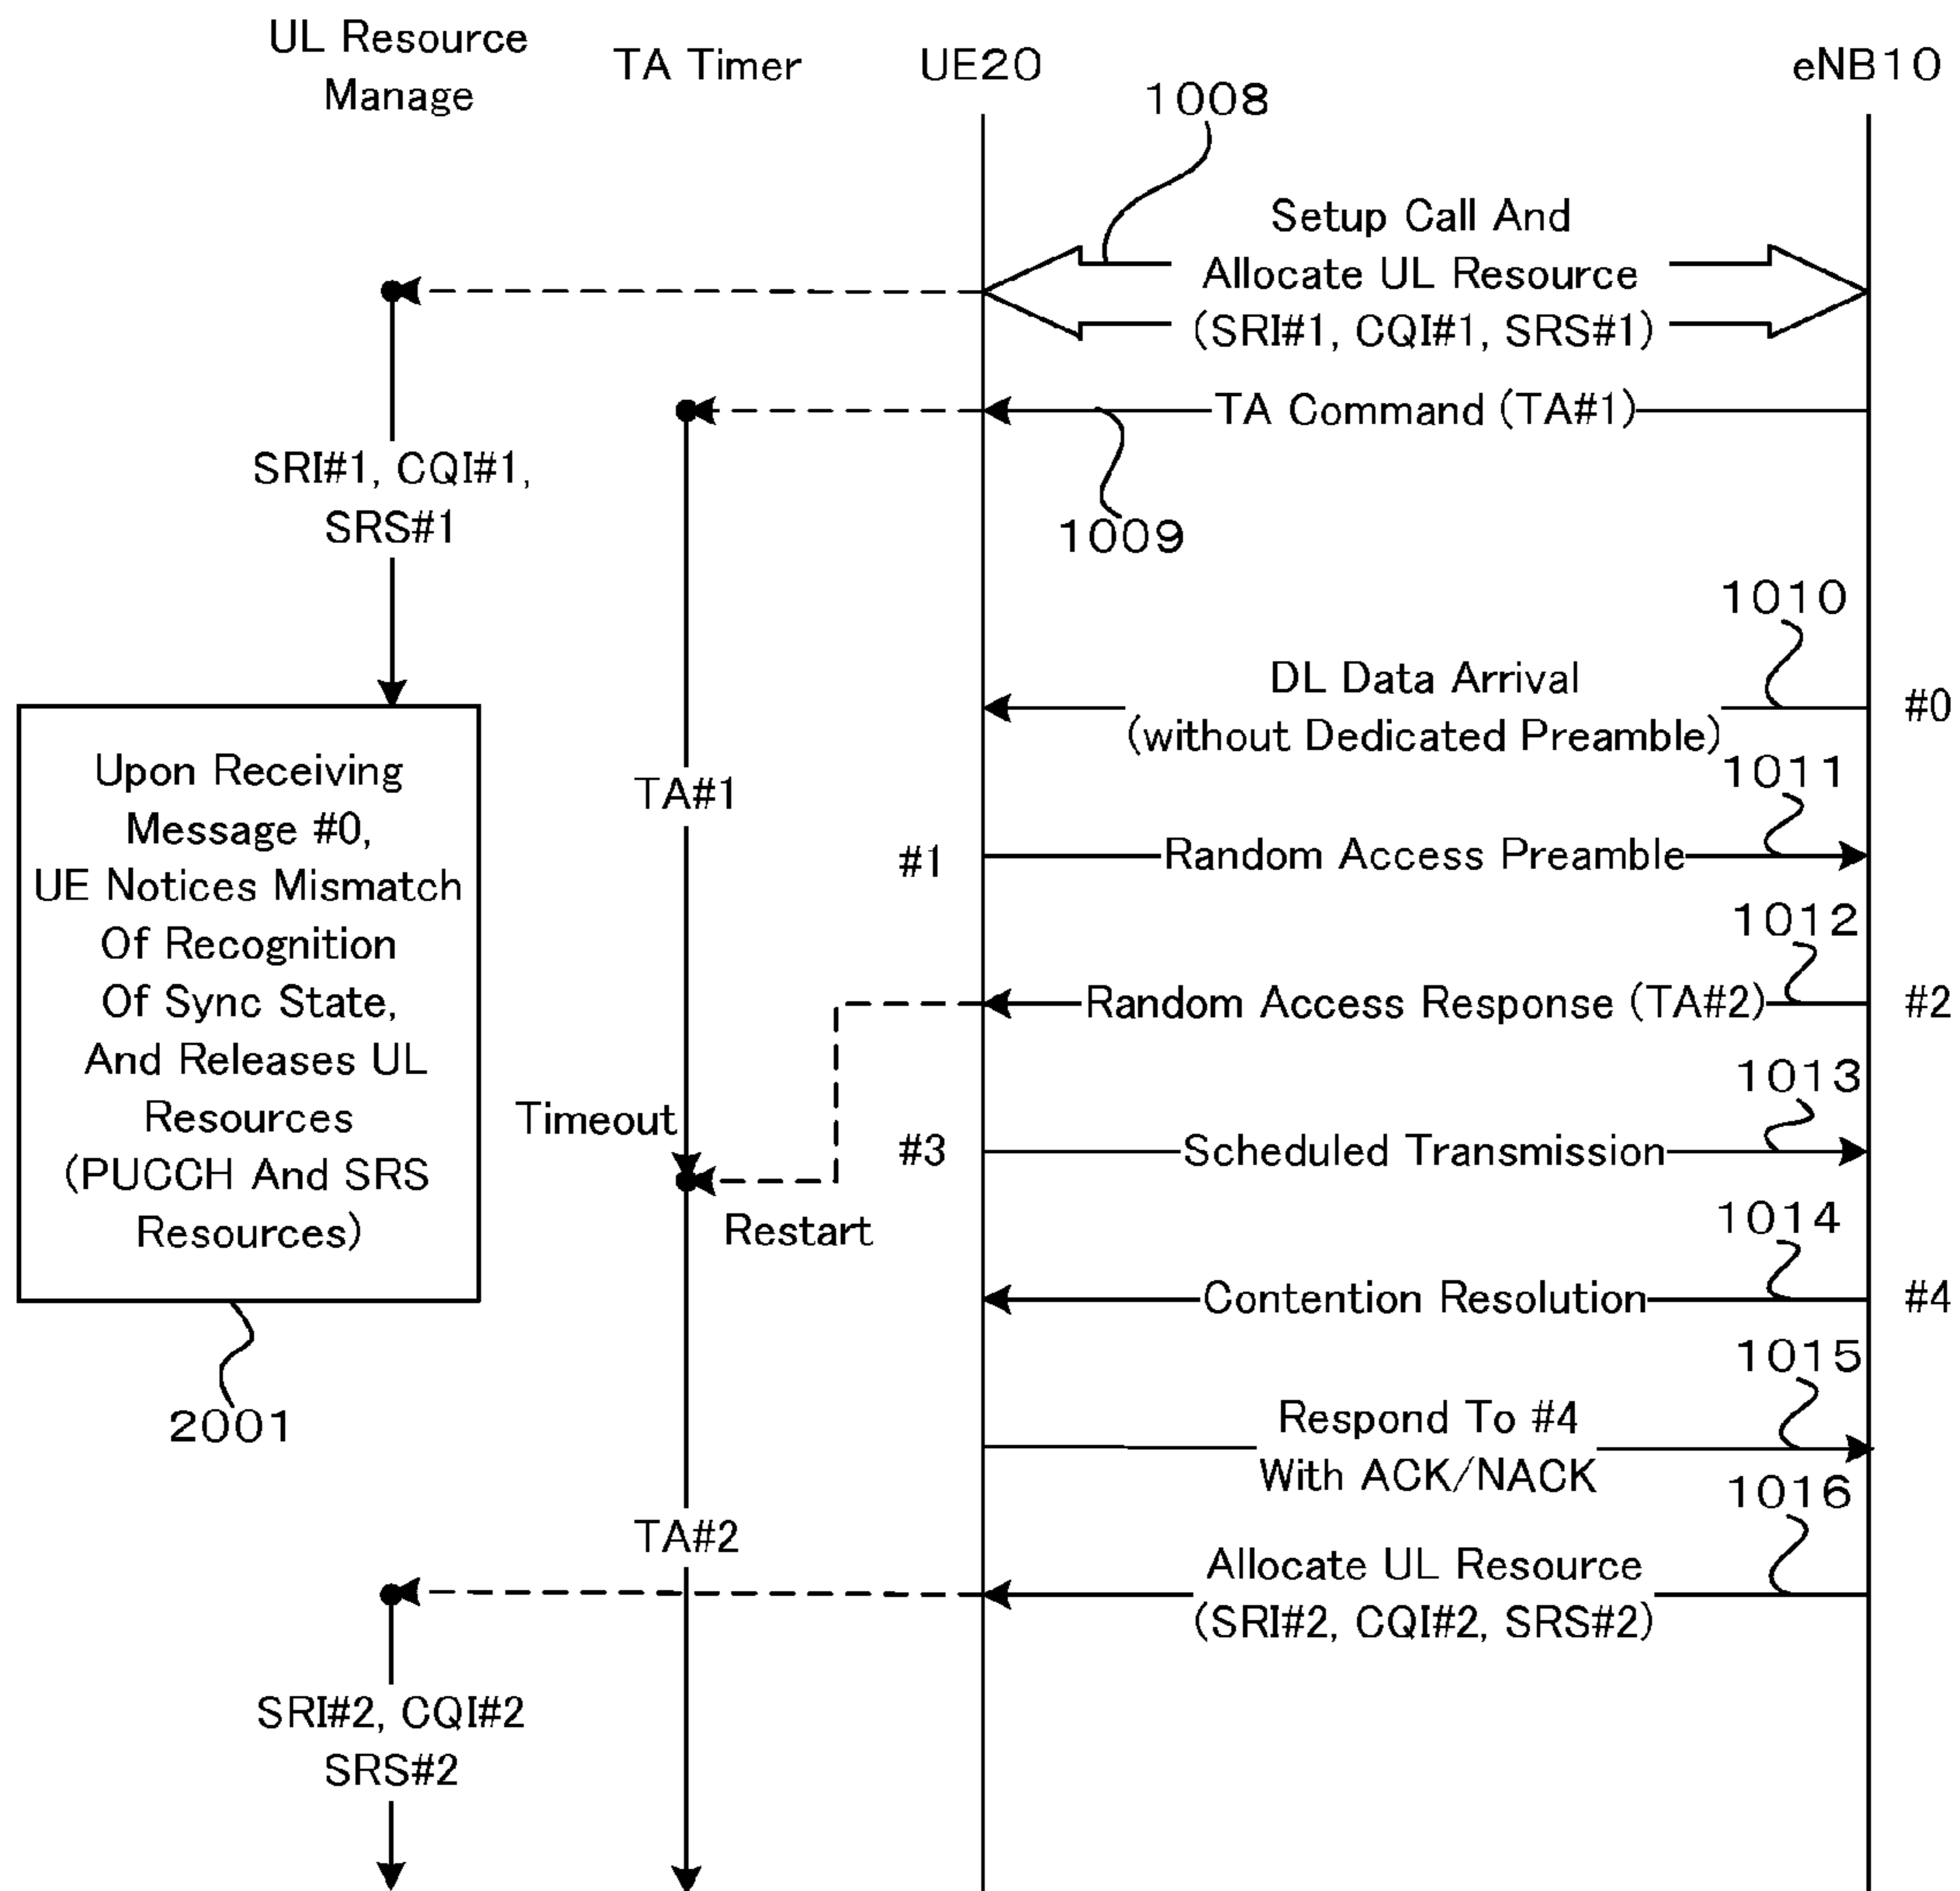 UL Resource
Manage
TA Timer
UE20
eNB10
1008
Setup Call And
Allocate UL Resource
(SRI#1, CQI#1, SRS#1)
TA Command (TA#1)
SRI#1, CQI#1,
SRS#1
1009
1010
DL Data Arrival
(without Dedicated Preamble)
#0
Upon Receiving
Message #0,
UE Notices Mismatch
Of Recognition
Of Sync State,
And Releases UL
Resources
(PUCCH And SRS
Resources)
TA#1
1011
#1
Random Access Preamble
1012
Random Access Response (TA#2)
#2
1013
Timeout
#3
Scheduled Transmission
Restart
1014
Contention Resolution
#4
2001
1015
Respond To #4
With ACK/NACK
1016
TA#2
Allocate UL Resource
(SRI#2, CQI#2, SRS#2)
SRI#2, CQI#2
SRS#2